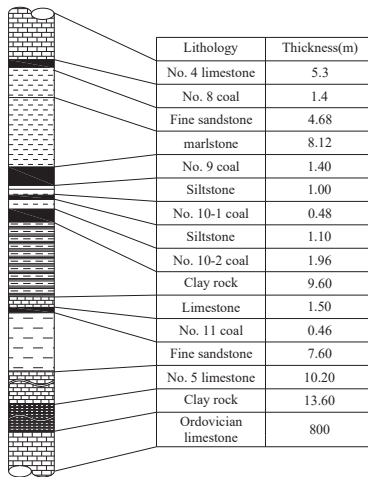 Lithology Thickness(m)
No. 4 limestone 5.3
No. 8 coal 1.4
Fine sandstone 4.68
marlstone 8.12
No. 9 coal 1.40
Siltstone 1.00
No. 10-1 coal 0.48
Siltstone 1.10
No. 10-2 coal 1.96
Clay rock 9.60
Limestone 1.50
No. 11 coal 0.46
Fine sandstone 7.60
No. 5 limestone 10.20
Clay rock 13.60
Ordovician
limestone 800